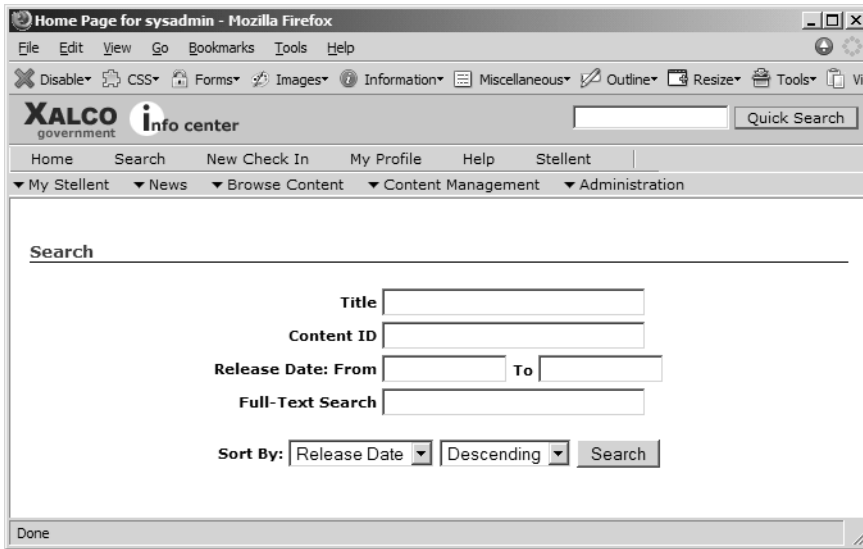 Home Page for sysadmin - Mozilla Firefox
File Edit View Go Bookmarks Tools Help
Disable CSS Forms Images Information Miscellaneous Outline Resize Tools Vi
XALCO government info center Quick Search
Home Search New Check In My Profile Help Stellent
My Stellent News Browse Content Content Management Administration
Search
Title
Content ID
Release Date: From To
Full-Text Search
Sort By: Release Date Descending Search
Done